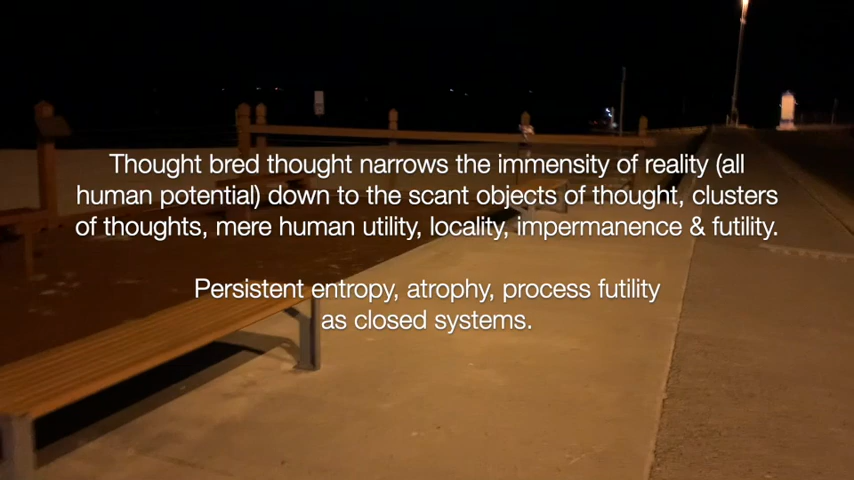 Thought bred thought narrows the immensity of reality (all
human potential) down to the scant objects of thought, clusters
of thoughts, mere human utility, locality, impermanence & futility.
Persistent entropy, atrophy, process futility
as closed systems.